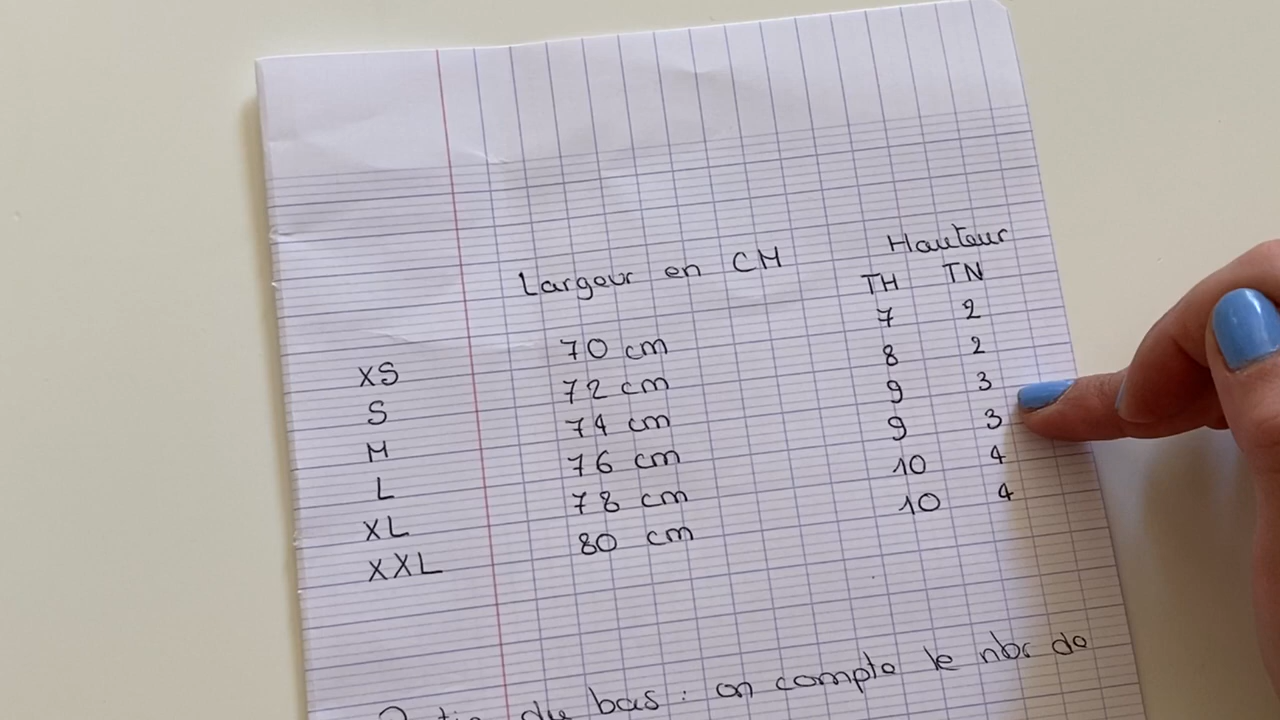 Largeur en CM Hauteur
TH TN
XS 70 cm 7 2
S 72 cm 8 2
M 74 cm 9 3
L 76 cm 9 3
XL 78 cm 10 4
XXL 80 cm 10 4
du bas : on compte le nbr de